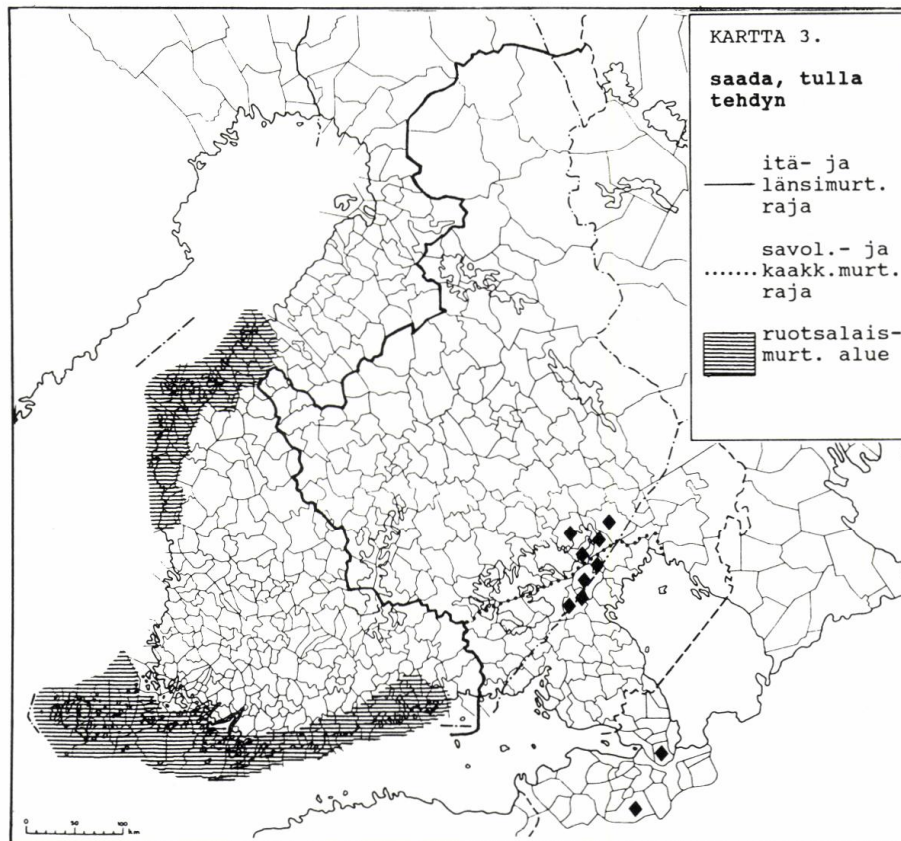 KARTTA 3.
saada, tulla
tehdyn
itä- ja
länsimurt.
raja
savol.- ja
kaakk.murt.
raja
ruotsalais-
murt. alue
0 50 100
km